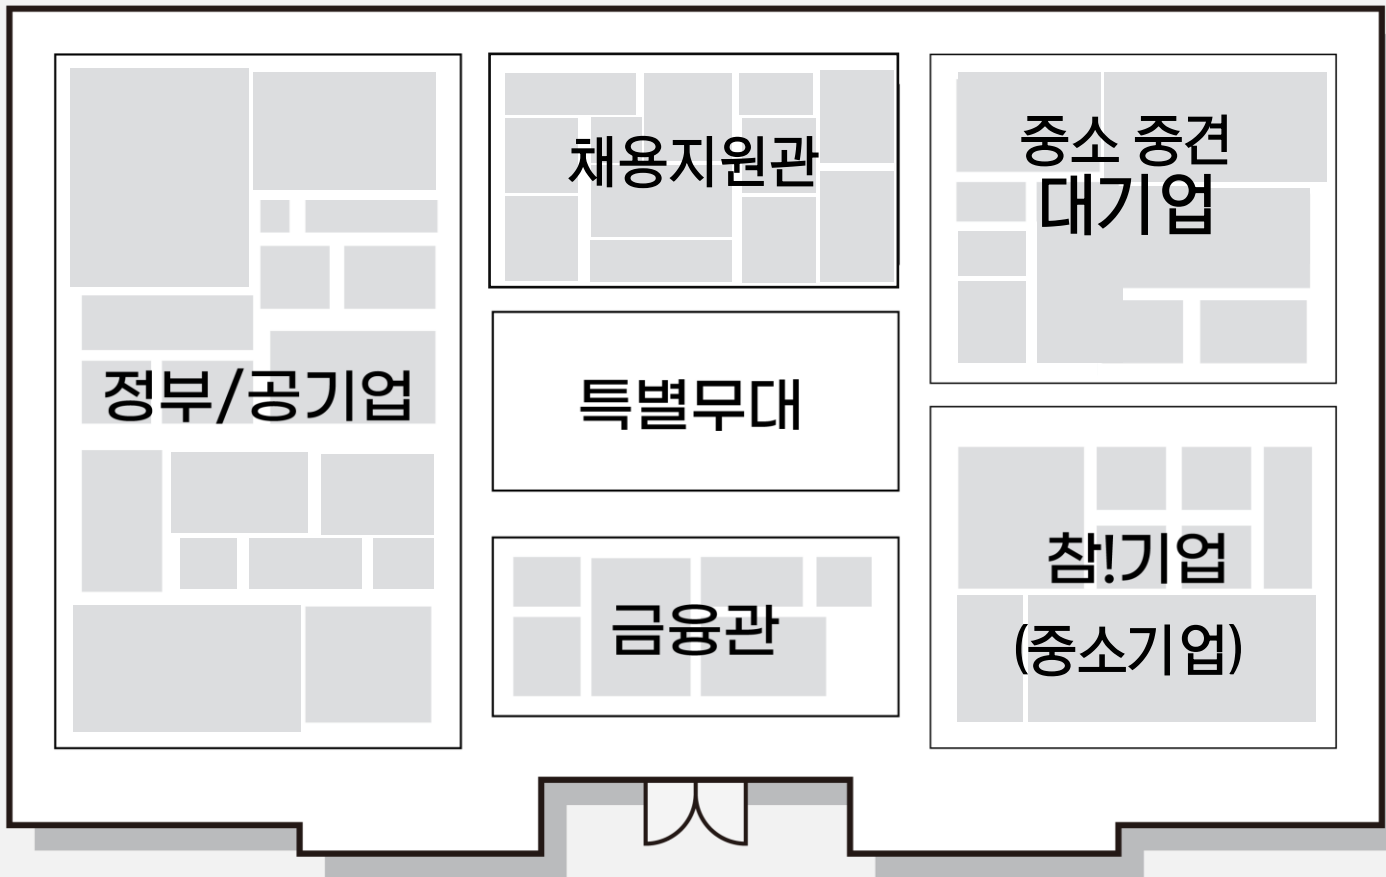 정부/공기업
채용지원관
특별무대
금융관
중소 중견
대기업
참!기업
(중소기업)